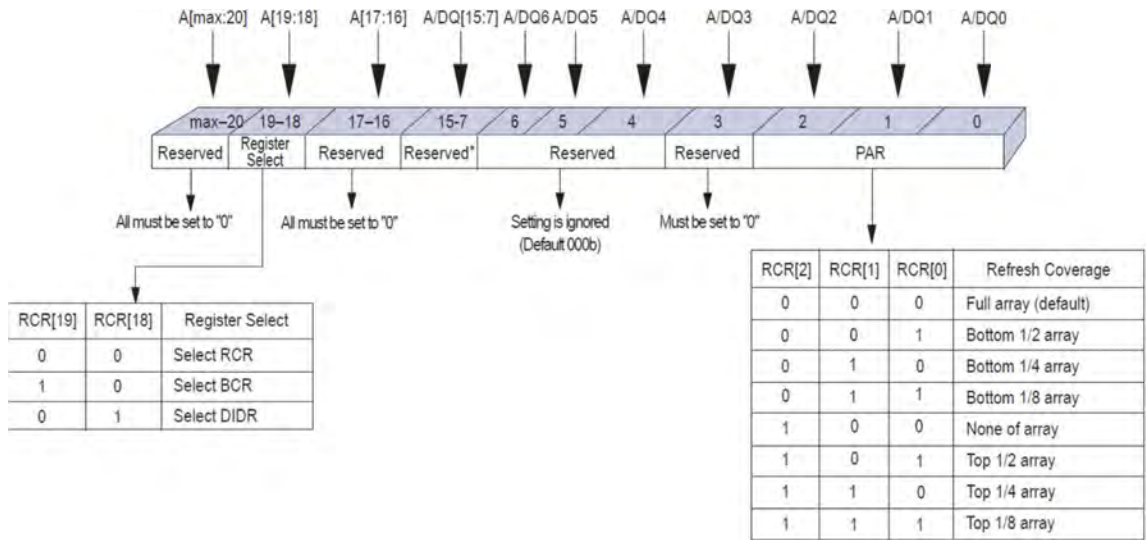 A[max:20] A[19:18] A[17:16] A/DQ[15:7] A/DQ6 A/DQ5 A/DQ4 A/DQ3 A/DQ2 A/DQ1 A/DQ0
max–20 19–18 17–16 15-7 6 5 4 3 2 1 0
Reserved Register Select Reserved Reserved* Reserved Reserved PAR
All must be set to "0"
All must be set to "0"
Setting is ignored
(Default 000b)
Must be set to "0"
RCR[19] RCR[18] Register Select
0 0 Select RCR
1 0 Select BCR
0 1 Select DIDR
RCR[2] RCR[1] RCR[0] Refresh Coverage
0 0 0 Full array (default)
0 0 1 Bottom 1/2 array
0 1 0 Bottom 1/4 array
0 1 1 Bottom 1/8 array
1 0 0 None of array
1 0 1 Top 1/2 array
1 1 0 Top 1/4 array
1 1 1 Top 1/8 array